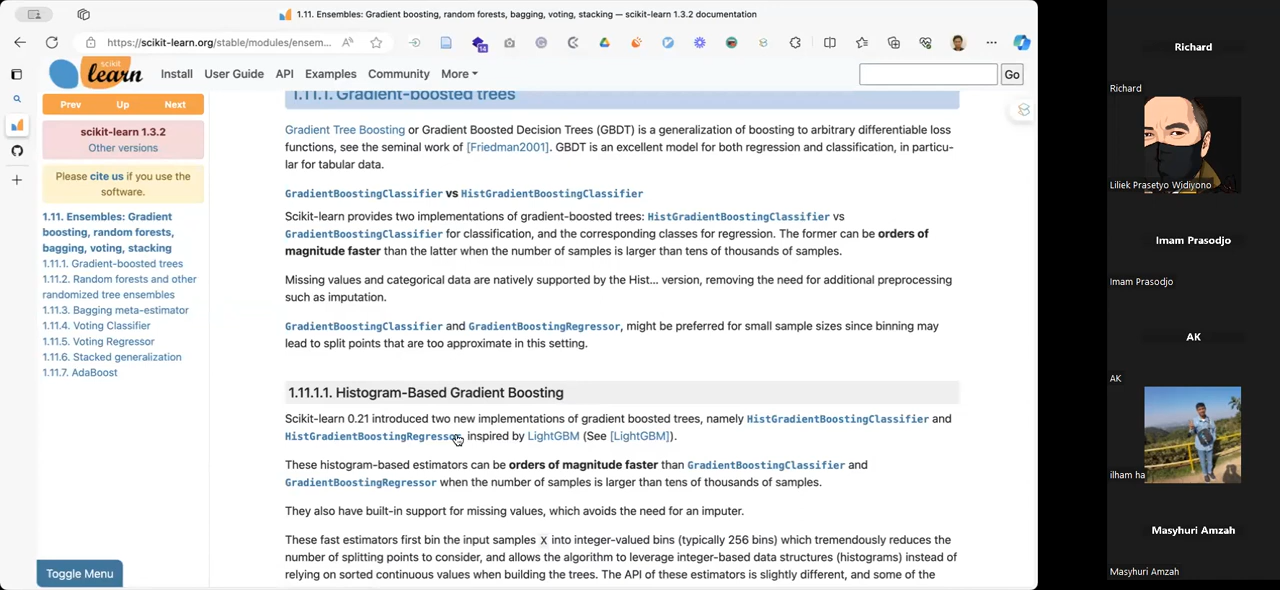 1.11. Ensembles: Gradient boosting, random forests, bagging, voting, stacking — scikit-learn 1.3.2 documentation
https://scikit-learn.org/stable/modules/ensem...
14
scikit
learn
Install User Guide API Examples Community More
Go
Prev Up Next
scikit-learn 1.3.2
Other versions
Please cite us if you use the
software.
1.11. Ensembles: Gradient
boosting, random forests,
bagging, voting, stacking
1.11.1. Gradient-boosted trees
1.11.2. Random forests and other
randomized tree ensembles
1.11.3. Bagging meta-estimator
1.11.4. Voting Classifier
1.11.5. Voting Regressor
1.11.6. Stacked generalization
1.11.7. AdaBoost
Toggle Menu
1.11.1. Gradient-boosted trees
Gradient Tree Boosting or Gradient Boosted Decision Trees (GBDT) is a generalization of boosting to arbitrary differentiable loss
functions, see the seminal work of [Friedman2001]. GBDT is an excellent model for both regression and classification, in particu-
lar for tabular data.
GradientBoostingClassifier vs HistGradientBoostingClassifier
Scikit-learn provides two implementations of gradient-boosted trees: HistGradientBoostingClassifier vs
GradientBoostingClassifier for classification, and the corresponding classes for regression. The former can be orders of
magnitude faster than the latter when the number of samples is larger than tens of thousands of samples.
Missing values and categorical data are natively supported by the Hist... version, removing the need for additional preprocessing
such as imputation.
GradientBoostingClassifier and GradientBoostingRegressor, might be preferred for small sample sizes since binning may
lead to split points that are too approximate in this setting.
1.11.1.1. Histogram-Based Gradient Boosting
Scikit-learn 0.21 introduced two new implementations of gradient boosted trees, namely HistGradientBoostingClassifier and
HistGradientBoostingRegressor, inspired by LightGBM (See [LightGBM]).
These histogram-based estimators can be orders of magnitude faster than GradientBoostingClassifier and
GradientBoostingRegressor when the number of samples is larger than tens of thousands of samples.
They also have built-in support for missing values, which avoids the need for an imputer.
These fast estimators first bin the input samples X into integer-valued bins (typically 256 bins) which tremendously reduces the
number of splitting points to consider, and allows the algorithm to leverage integer-based data structures (histograms) instead of
relying on sorted continuous values when building the trees. The API of these estimators is slightly different, and some of the
Richard
Richard
Liliek Prasetyo Widiyono
Imam Prasodjo
Imam Prasodjo
AK
AK
ilham ha
Masyhuri Amzah
Masyhuri Amzah